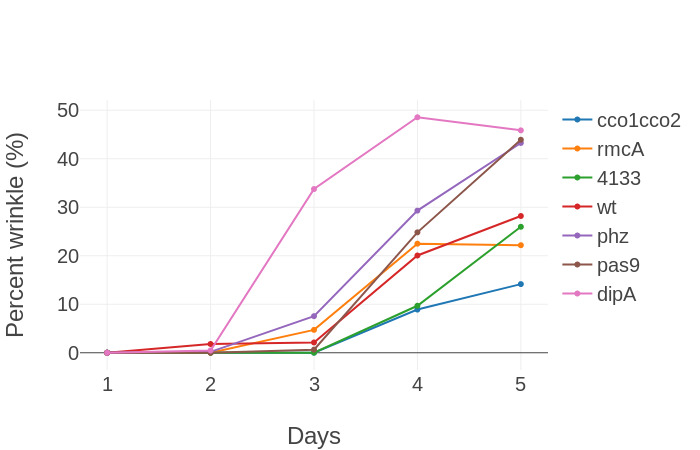 Percent wrinkle (%)
50
40
30
20
10
0
1 2 3 4 5
Days
cco1cco2
rmcA
4133
wt
phz
pas9
dipA